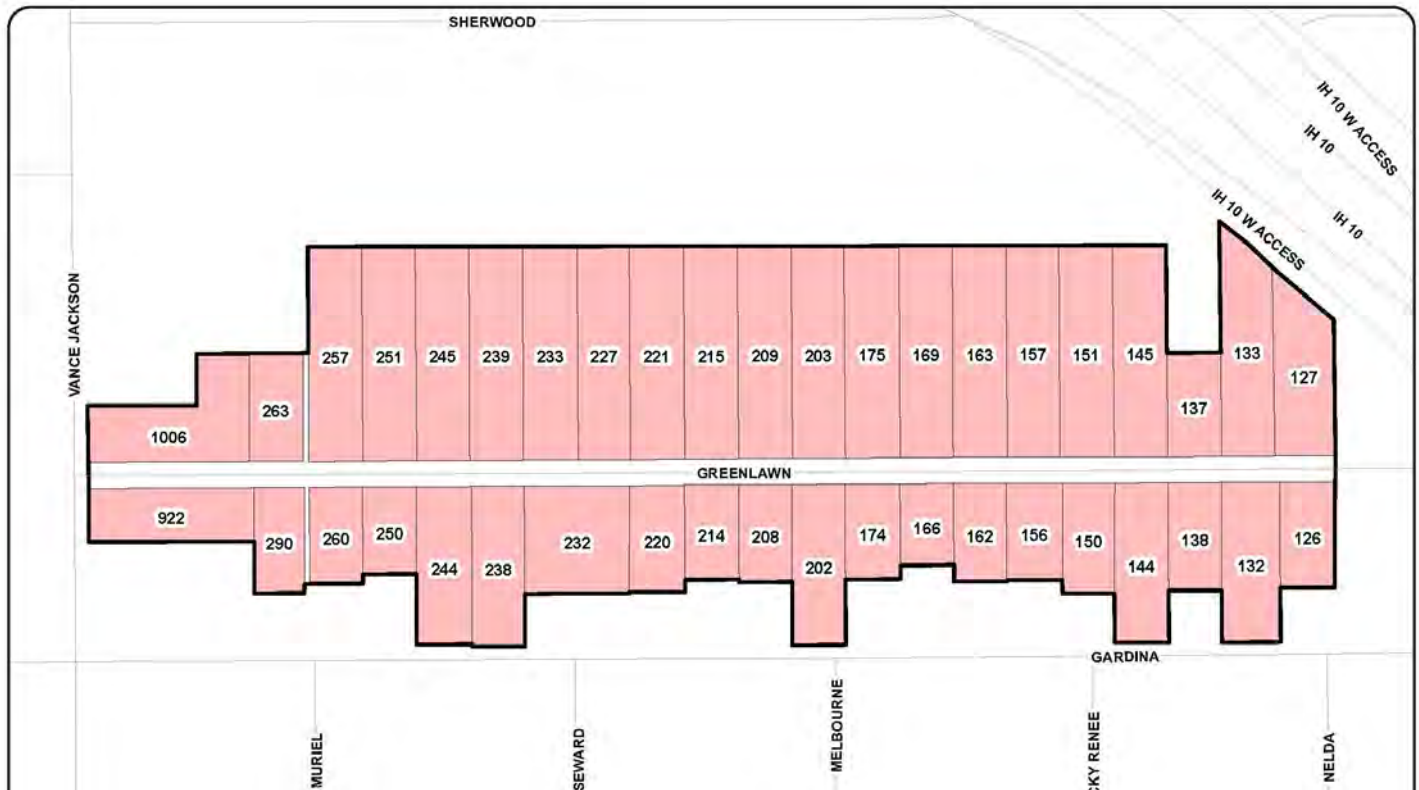 SHERWOOD
IH 10 W ACCESS
IH 10
IH 10 W ACCESS
IH 10
VANCE JACKSON
257 251 245 239 233 227 221 215 209 203 175 169 163 157 151 145 133
127
263
137
1006
GREENLAWN
922
290 260 250 244 238 232 220 214 208 202 174 166 162 156 150 144 138 132 126
GARDINA
MURIEL
SEWARD
MELBOURNE
CKY RENEE
NELDA